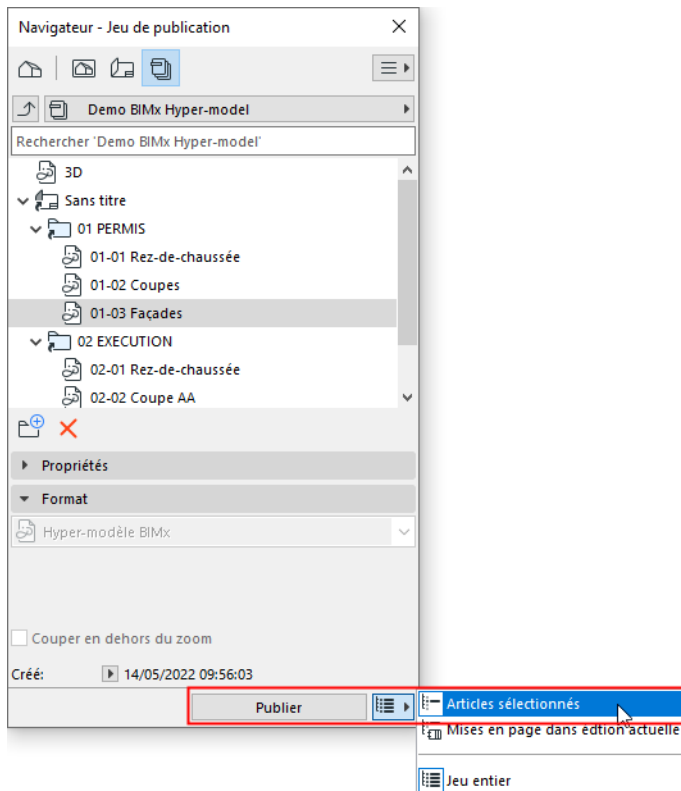 Navigateur - Jeu de publication
Demo BIMx Hyper-model
Rechercher 'Demo BIMx Hyper-model'
3D
Sans titre
01 PERMIS
01-01 Rez-de-chaussée
01-02 Coupes
01-03 Façades
02 EXECUTION
02-01 Rez-de-chaussée
02-02 Coupe AA
Propriétés
Format
Hyper-modèle BIMx
Couper en dehors du zoom
Créé: 14/05/2022 09:56:03
Publier
Articles sélectionnés
Mises en page dans edtion actuelle
Jeu entier